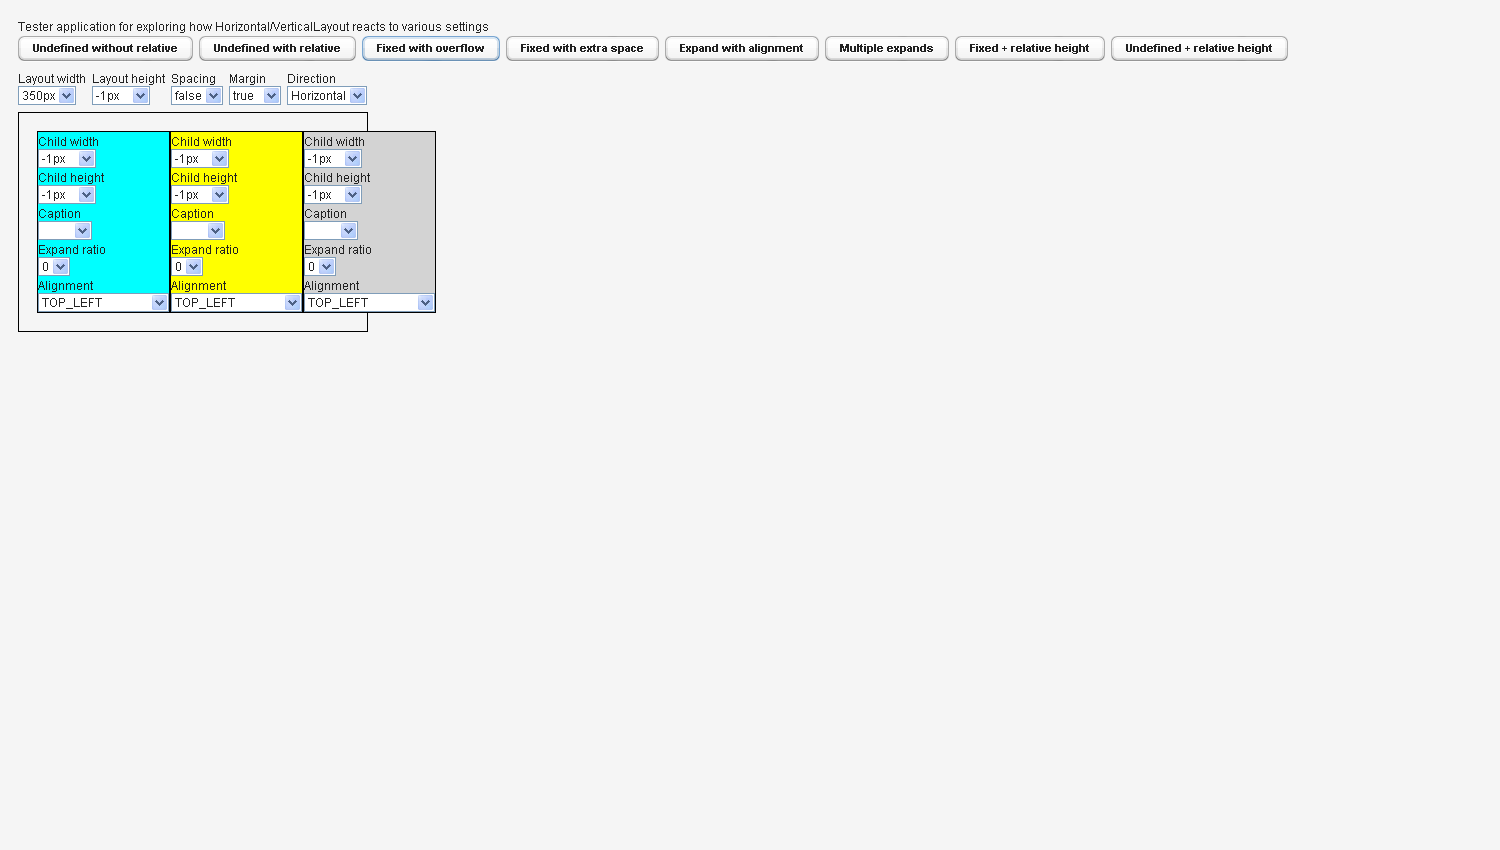 Tester application for exploring how Horizontal/VerticalLayout reacts to various settings
Undefined without relative Undefined with relative Fixed with overflow Fixed with extra space Expand with alignment Multiple expands Fixed + relative height Undefined + relative height
Layout width Layout height Spacing Margin Direction
350px -1px false true Horizontal
Child width Child width Child width
-1px -1px -1px
Child height Child height Child height
-1px -1px -1px
Caption Caption Caption
Expand ratio Expand ratio Expand ratio
0 0 0
Alignment Alignment Alignment
TOP_LEFT TOP_LEFT TOP_LEFT